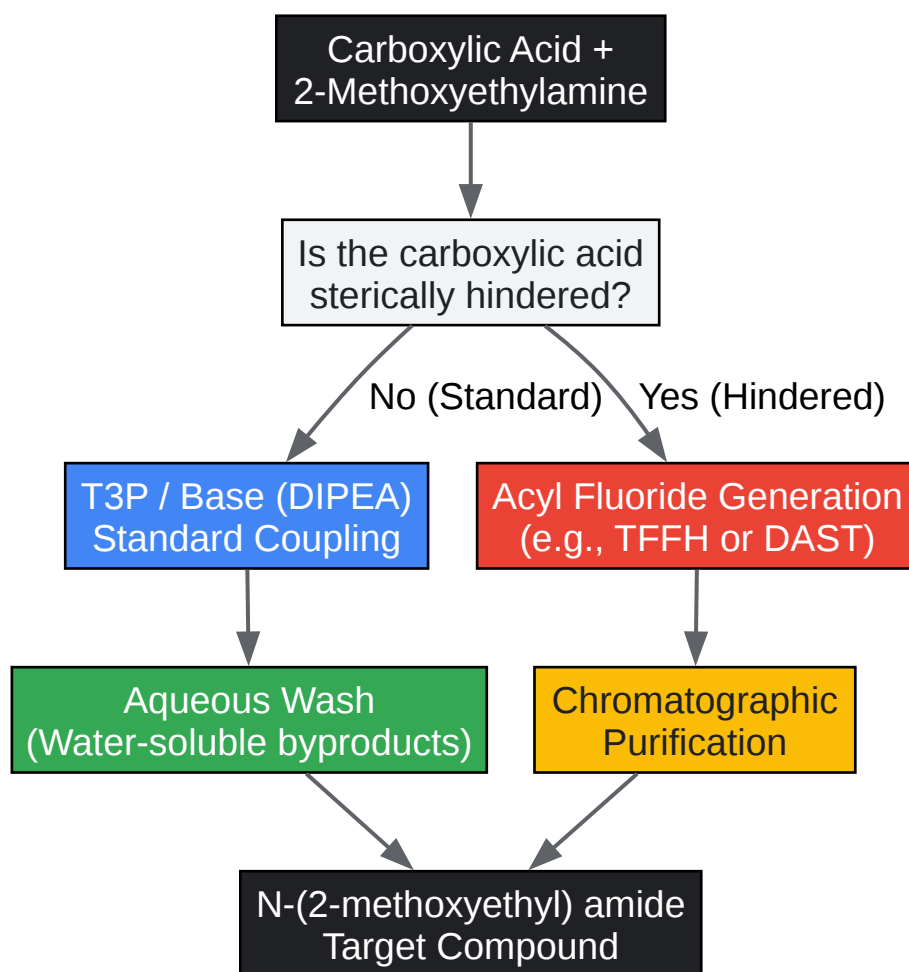 Carboxylic Acid +
2-Methoxyethylamine
Is the carboxylic acid
sterically hindered?
No (Standard)
Yes (Hindered)
T3P / Base (DIPEA)
Standard Coupling
Acyl Fluoride Generation
(e.g., TFFH or DAST)
Aqueous Wash
(Water-soluble byproducts)
Chromatographic
Purification
N-(2-methoxyethyl) amide
Target Compound